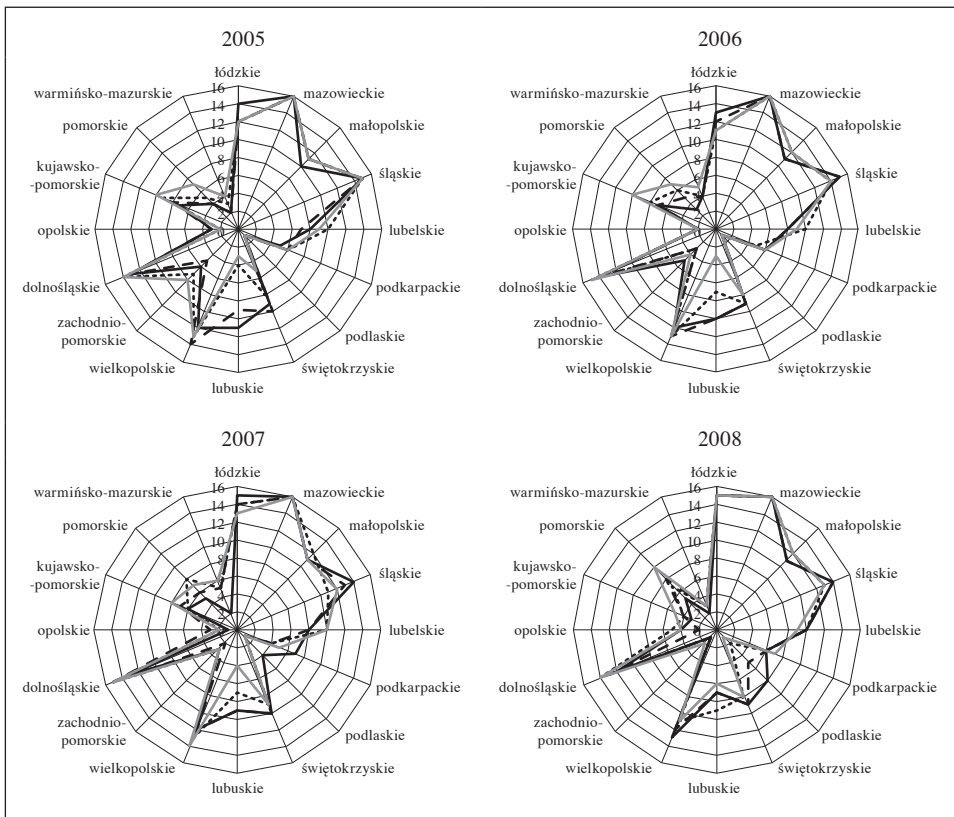 2005
łódzkie
mazowieckie
małopolskie
śląskie
lubelskie
podkarpackie
podlaskie
świętokrzyskie
lubuskie
wielkopolskie
zachodnio-
pomorskie
dolnośląskie
opolskie
kujawsko-
-pomorskie
pomorskie
warmińsko-mazurskie
16
14
12
10
8
6
4
2
0
2006
łódzkie
mazowieckie
małopolskie
śląskie
lubelskie
podkarpackie
podlaskie
świętokrzyskie
lubuskie
wielkopolskie
zachodnio-
pomorskie
dolnośląskie
opolskie
kujawsko-
-pomorskie
pomorskie
warmińsko-mazurskie
16
14
12
10
8
6
4
2
0
2007
łódzkie
mazowieckie
małopolskie
śląskie
lubelskie
podkarpackie
podlaskie
świętokrzyskie
lubuskie
wielkopolskie
zachodnio-
pomorskie
dolnośląskie
opolskie
kujawsko-
-pomorskie
pomorskie
warmińsko-mazurskie
16
14
12
10
8
6
4
2
0
2008
łódzkie
mazowieckie
małopolskie
śląskie
lubelskie
podkarpackie
podlaskie
świętokrzyskie
lubuskie
wielkopolskie
zachodnio-
pomorskie
dolnośląskie
opolskie
kujawsko-
-pomorskie
pomorskie
warmińsko-mazurskie
16
14
12
10
8
6
4
2
0